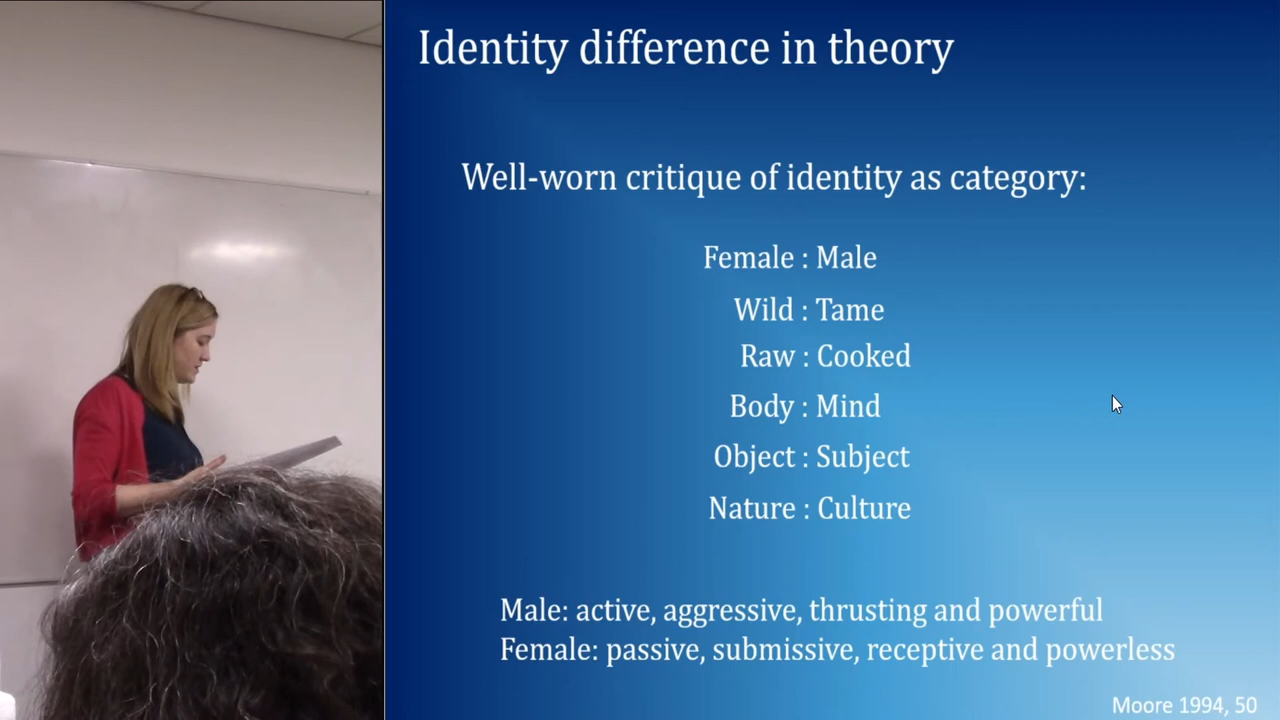 Identity difference in theory
Well-worn critique of identity as category:
Female : Male
Wild : Tame
Raw : Cooked
Body : Mind
Object : Subject
Nature : Culture
Male: active, aggressive, thrusting and powerful
Female: passive, submissive, receptive and powerless
Moore 1994, 50